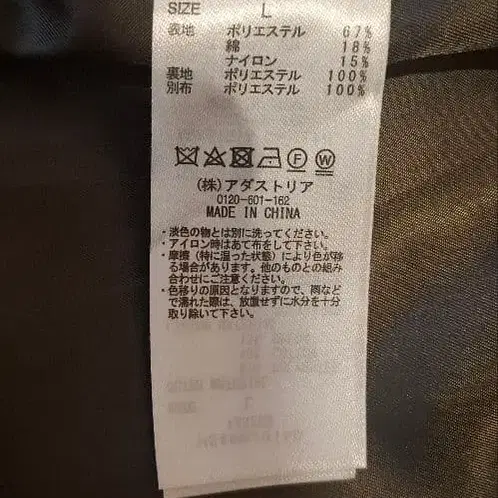 SIZE L
表地 ポリエステル 67%
綿 18%
ナイロン 15%
裏地 ポリエステル 100%
別布 ポリエステル 100%
F W
(株)アダストリア
0120-601-162
MADE IN CHINA
・淡色の物とは別に洗ってください。
・アイロン時はあて布をして下さい。
・摩擦(特に湿った状態)により色が移
る場合があります。他のものとの組み
合わせにご注意ください。
・色移りの原因となりますので、雨など
で濡れた際は、放置せずに水分を十分
取り除いて下さい。